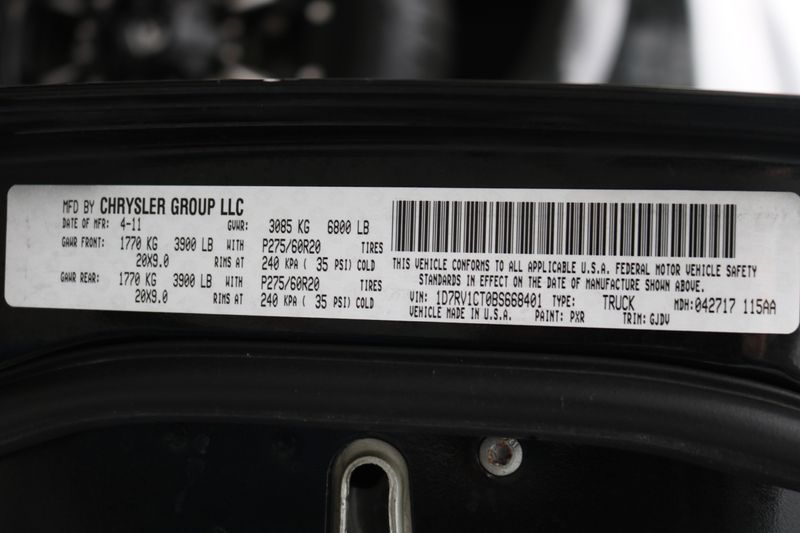 MFD BY CHRYSLER GROUP LLC
DATE OF MFR: 4-11 GVWR: 3085 KG 6800 LB
GAWR FRONT: 1770 KG 3900 LB WITH P275/60R20 TIRES
20X9.0 RIMS AT 240 KPA ( 35 PSI) COLD
GAWR REAR: 1770 KG 3900 LB WITH P275/60R20 TIRES
20X9.0 RIMS AT 240 KPA ( 35 PSI) COLD
THIS VEHICLE CONFORMS TO ALL APPLICABLE U.S.A. FEDERAL MOTOR VEHICLE SAFETY
STANDARDS IN EFFECT ON THE DATE OF MANUFACTURE SHOWN ABOVE.
VIN: 1D7RV1CT0BS668401 TYPE: TRUCK MDH:042717 115AA
VEHICLE MADE IN U.S.A. PAINT: PXR TRIM: GJDV